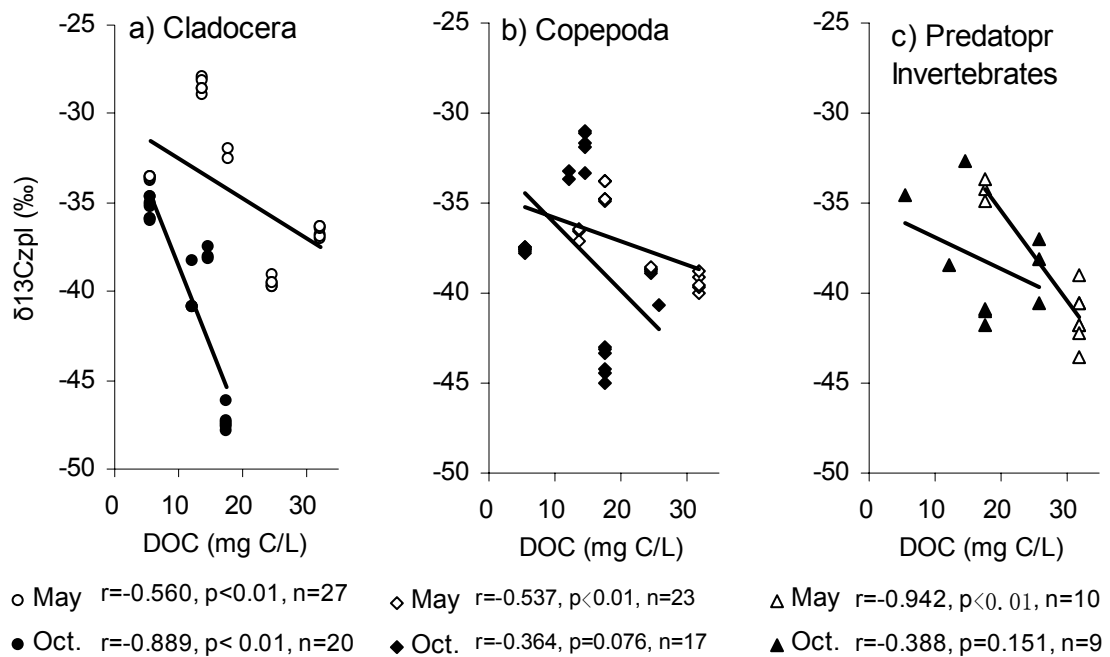 a) Cladocera
-25
-30
-35
-40
-45
-50
0 10 20 30
DOC (mg C/L)
δ13Czpl (‰)
b) Copepoda
-25
-30
-35
-40
-45
-50
0 10 20 30
DOC (mg C/L)
c) Predatopr
Invertebrates
-25
-30
-35
-40
-45
-50
0 10 20 30
DOC (mg C/L)
May r=-0.560, p<0.01, n=27
Oct. r=-0.889, p< 0.01, n=20
May r=-0.537, p<0.01, n=23
Oct. r=-0.364, p=0.076, n=17
May r=-0.942, p<0.01, n=10
Oct. r=-0.388, p=0.151, n=9